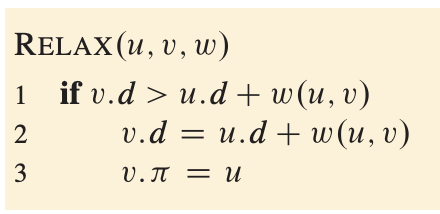 RELAX(u, v, w)
1 if v.d > u.d + w(u, v)
2 v.d = u.d + w(u, v)
3 v.π = u